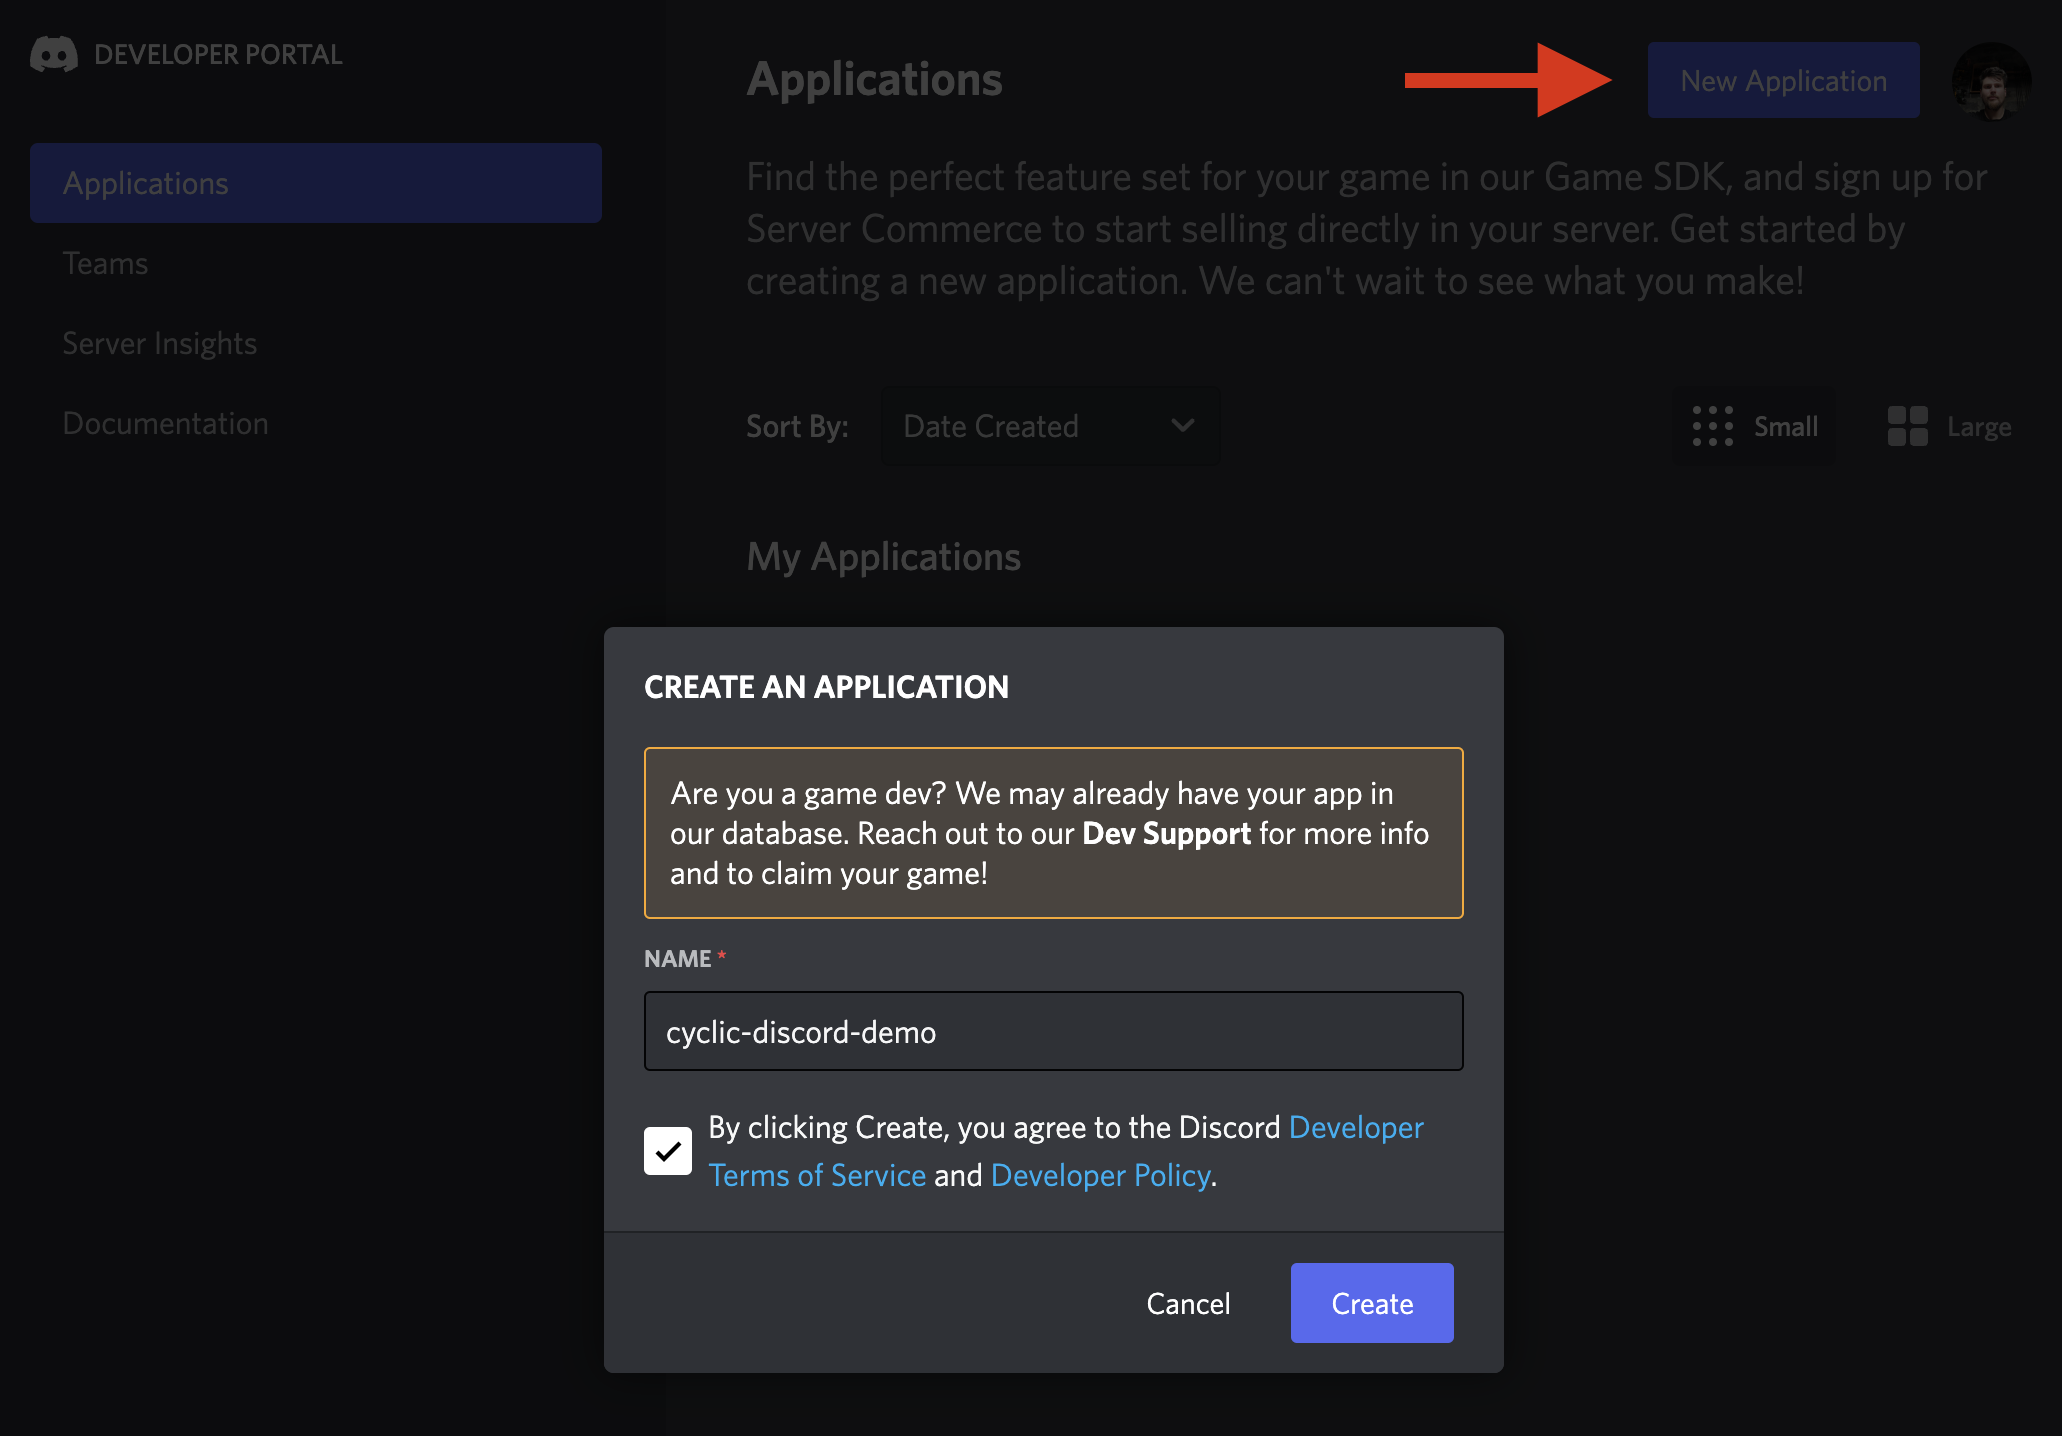 DEVELOPER PORTAL
Applications
Teams
Server Insights
Documentation
Applications
New Application
Find the perfect feature set for your game in our Game SDK, and sign up for
Server Commerce to start selling directly in your server. Get started by
creating a new application. We can't wait to see what you make!
Sort By:
Date Created
Small
Large
My Applications
CREATE AN APPLICATION
Are you a game dev? We may already have your app in
our database. Reach out to our Dev Support for more info
and to claim your game!
NAME *
cyclic-discord-demo
By clicking Create, you agree to the Discord Developer
Terms of Service and Developer Policy.
Cancel
Create